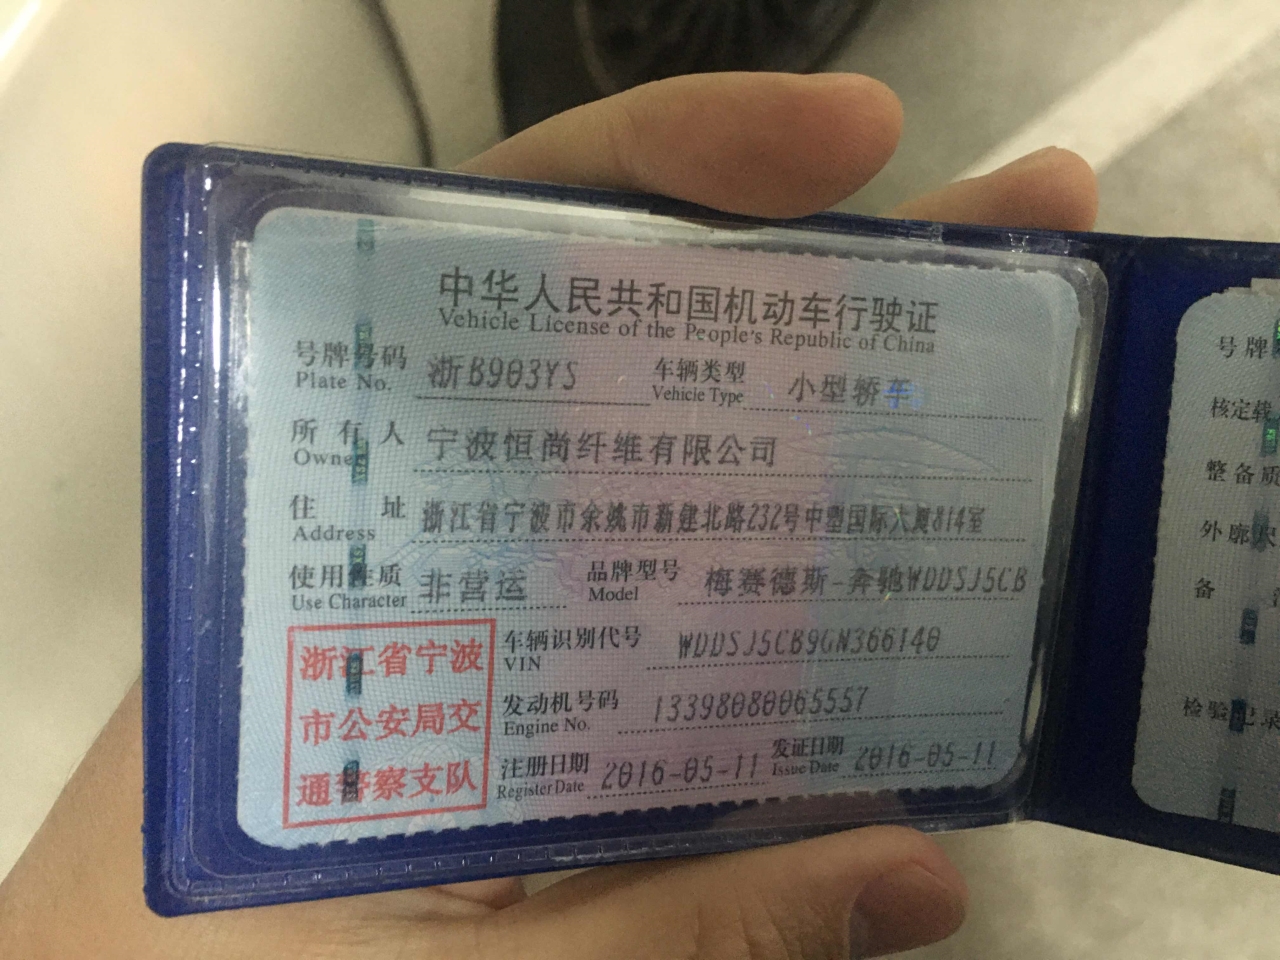 中华人民共和国机动车行驶证
Vehicle License of the People's Republic of China
号牌号码 浙B903YS 车辆类型 小型轿车
Plate No. Vehicle Type
所有人 宁波恒尚纤维有限公司
Owner
住址 浙江省宁波市余姚市新建北路232号中塑国际大厦814室
Address
使用性质 非营运 品牌型号 梅赛德斯-奔驰WDDSJ5CB
Use Character Model
车辆识别代号 WDDSJ5CB9GN366140
VIN
发动机号码 13398080065557
Engine No.
注册日期 2016-05-11 发证日期 2016-05-11
Register Date Issue Date
浙江省宁波
市公安局交
通警察支队
号牌
核定载
整备质
外廓尺
备
检验记录